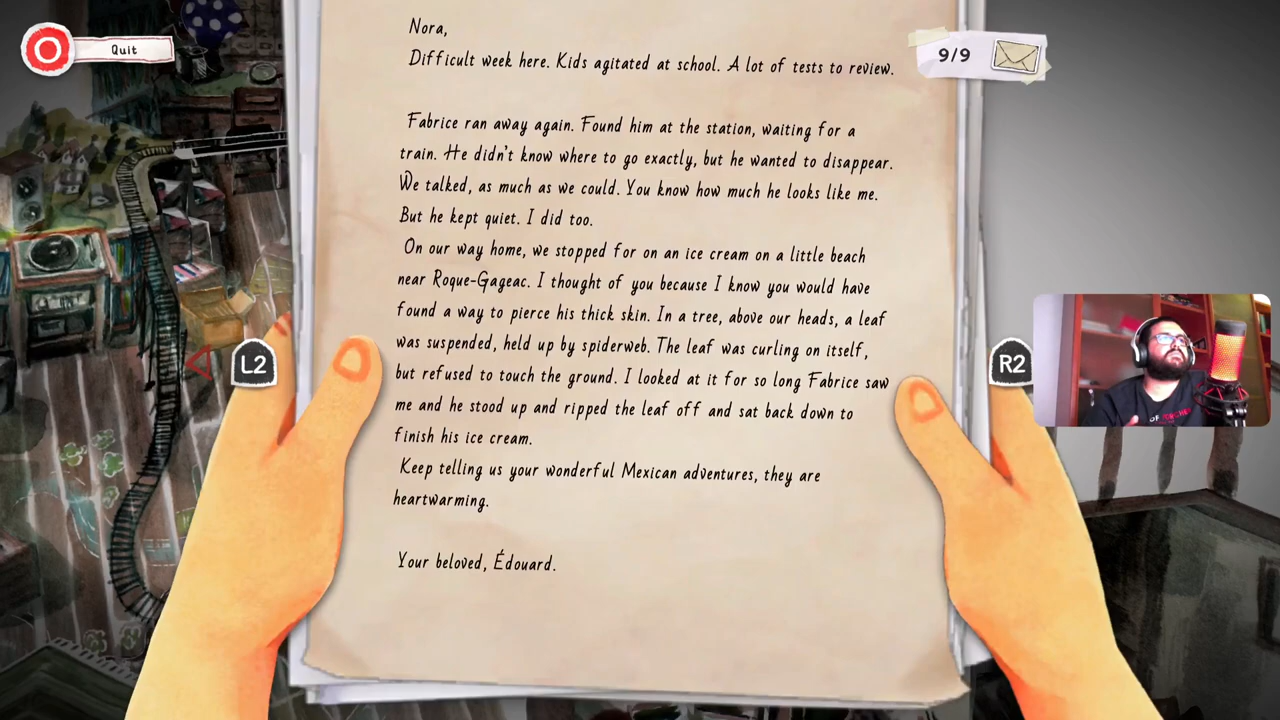 Quit
9/9
Nora,
Difficult week here. Kids agitated at school. A lot of tests to review.
Fabrice ran away again. Found him at the station, waiting for a
train. He didn't know where to go exactly, but he wanted to disappear.
We talked, as much as we could. You know how much he looks like me.
But he kept quiet. I did too.
On our way home, we stopped for on an ice cream on a little beach
near Roque-Gageac. I thought of you because I know you would have
found a way to pierce his thick skin. In a tree, above our heads, a leaf
was suspended, held up by spiderweb. The leaf was curling on itself,
but refused to touch the ground. I looked at it for so long Fabrice saw
me and he stood up and ripped the leaf off and sat back down to
finish his ice cream.
Keep telling us your wonderful Mexican adventures, they are
heartwarming.
Your beloved, Édouard.
L2
R2